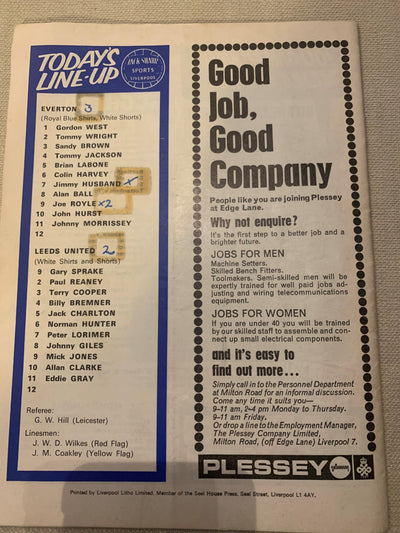 TODAY'S
LINE-UP
JACK SHARP
SPORTS
LIVERPOOL
EVERTON 3
(Royal Blue Shirts, White Shorts)
1 Gordon WEST
2 Tommy WRIGHT
3 Sandy BROWN
4 Tommy JACKSON
5 Brian LABONE
6 Colin HARVEY
7 Jimmy HUSBAND x
8 Alan BALL
9 Joe ROYLE x2
10 John HURST
11 Johnny MORRISSEY
12
LEEDS UNITED 2
(White Shirts and Shorts)
9 Gary SPRAKE
2 Paul REANEY
3 Terry COOPER
4 Billy BREMNER
5 Jack CHARLTON
6 Norman HUNTER
7 Peter LORIMER
8 Johnny GILES
9 Mick JONES
10 Allan CLARKE
11 Eddie GRAY
12
Referee:
G. W. Hill (Leicester)
Linesmen:
J. W. D. Wilkes (Red Flag)
J. M. Coakley (Yellow Flag)
Good
Job,
Good
Company
People like you are joining Plessey
at Edge Lane.
Why not enquire?
It's the first step to a better job and a
brighter future.
JOBS FOR MEN
Machine Setters.
Skilled Bench Fitters.
Toolmakers. Semi-skilled men will be
expertly trained for well paid jobs ad-
justing and wiring telecommunications
equipment.
JOBS FOR WOMEN
If you are under 40 you will be trained
by our skilled staff to assemble and con-
nect up small electrical components.
and it's easy to
find out more...
Simply call in to the Personnel Department
at Milton Road for an informal discussion.
Come any time it suits you—
9-11 am, 2-4 pm Monday to Thursday.
9-11 am Friday.
Or drop a line to the Employment Manager,
The Plessey Company Limited,
Milton Road, (off Edge Lane) Liverpool 7.
PLESSEY
Printed by Liverpool Litho Limited, Member of the Seel House Press, Seel Street, Liverpool L1 4AY.